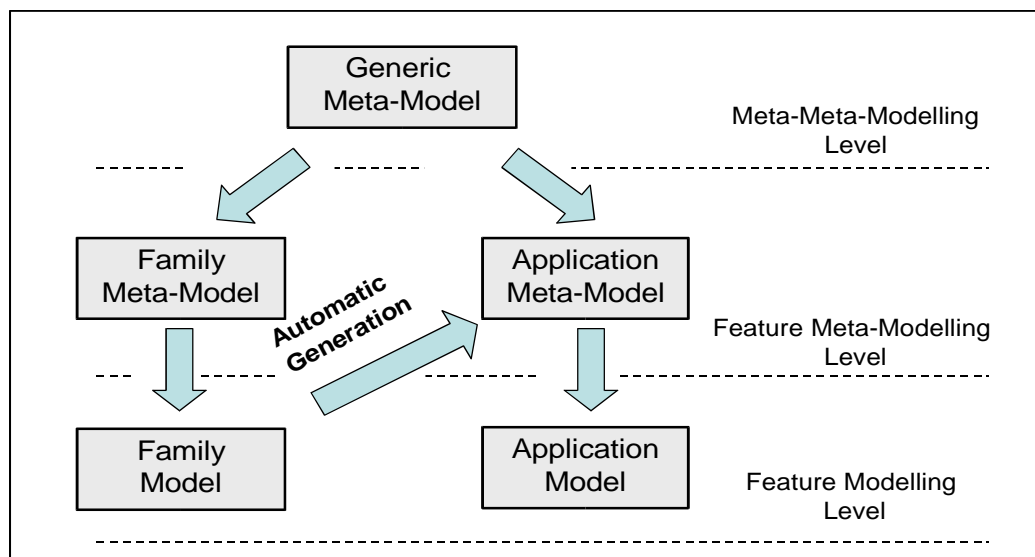 Generic
Meta-Model
Meta-Meta-Modelling
Level
Family
Meta-Model
Application
Meta-Model
Automatic
Generation
Feature Meta-Modelling
Level
Family
Model
Application
Model
Feature Modelling
Level